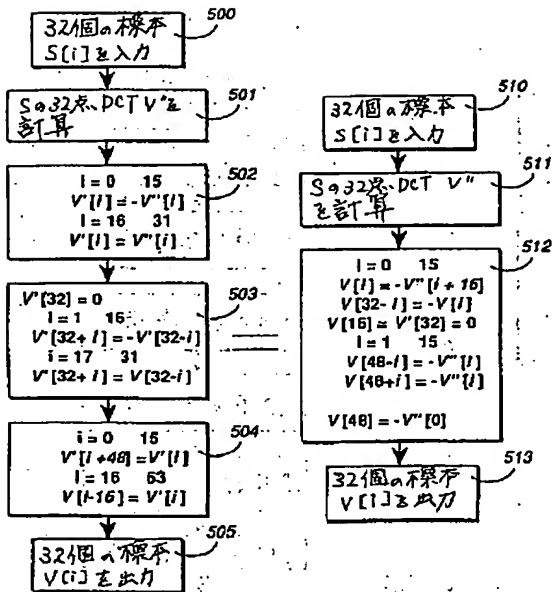 500
32個の標本
S[i]を入力
501
Sの32点DCT V"を
計算
502
i = 0 15
V'[i] = -V"[i]
i = 16 31
V'[i] = V"[i]
503
V'[32] = 0
i = 1 16
V'[32+i] = -V'[32-i]
i = 17 31
V'[32+i] = V[32-i]
504
i = 0 15
V'[i+48] = V'[i]
i = 16 63
V[i-16] = V'[i]
505
32個の標本
V[i]を出力
510
32個の標本
S[i]を入力
511
Sの32点DCT V"
を計算
512
i = 0 15
V[i] = -V"[i + 16]
V[32-i] = -V[i]
V[16] = V'[32] = 0
i = 1 15
V[48-i] = -V"[i]
V[48+i] = -V"[i]
V[48] = -V"[0]
513
32個の標本
V[i]を出力